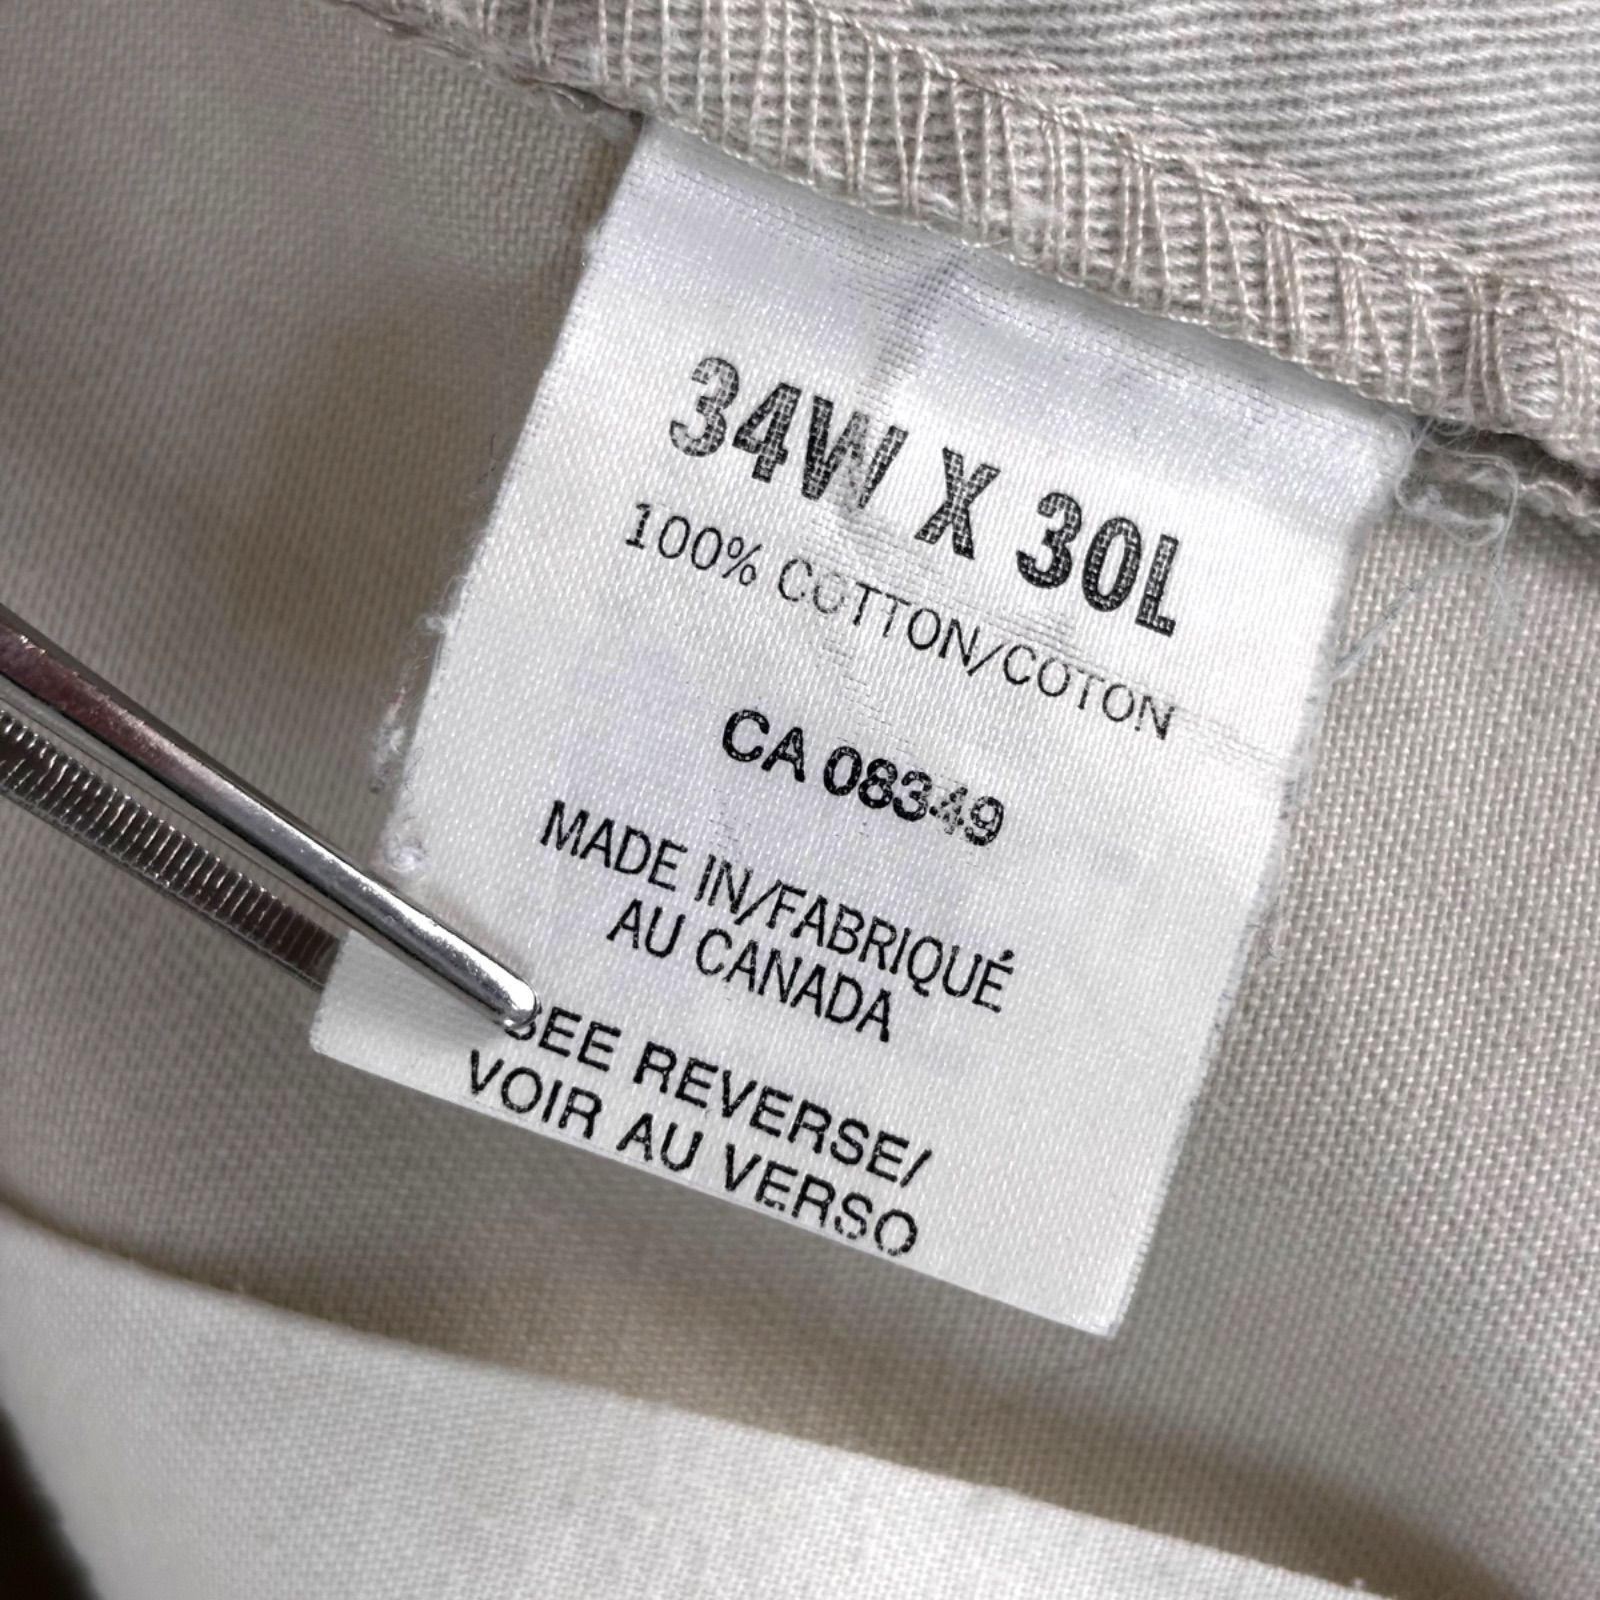 34W X 30L
100% COTTON/COTON
CA 08349
MADE IN/FABRIQUÉ
AU CANADA
SEE REVERSE/
VOIR AU VERSO